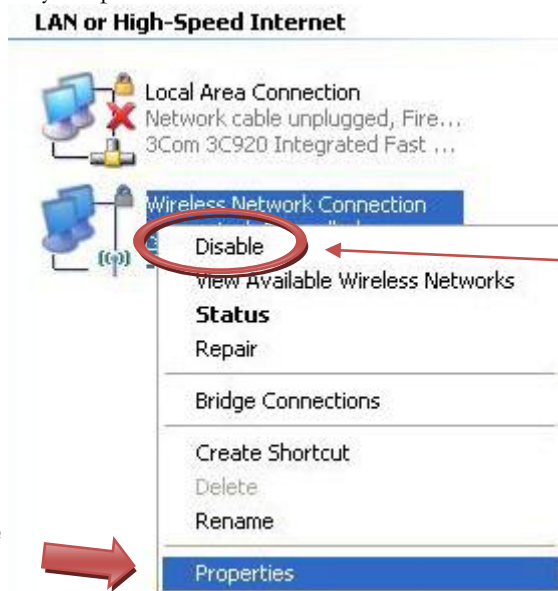 LAN or High-Speed Internet
Local Area Connection
Network cable unplugged, Fire...
3Com 3C920 Integrated Fast ...
Wireless Network Connection
Disable
View Available Wireless Networks
Status
Repair
Bridge Connections
Create Shortcut
Delete
Rename
Properties